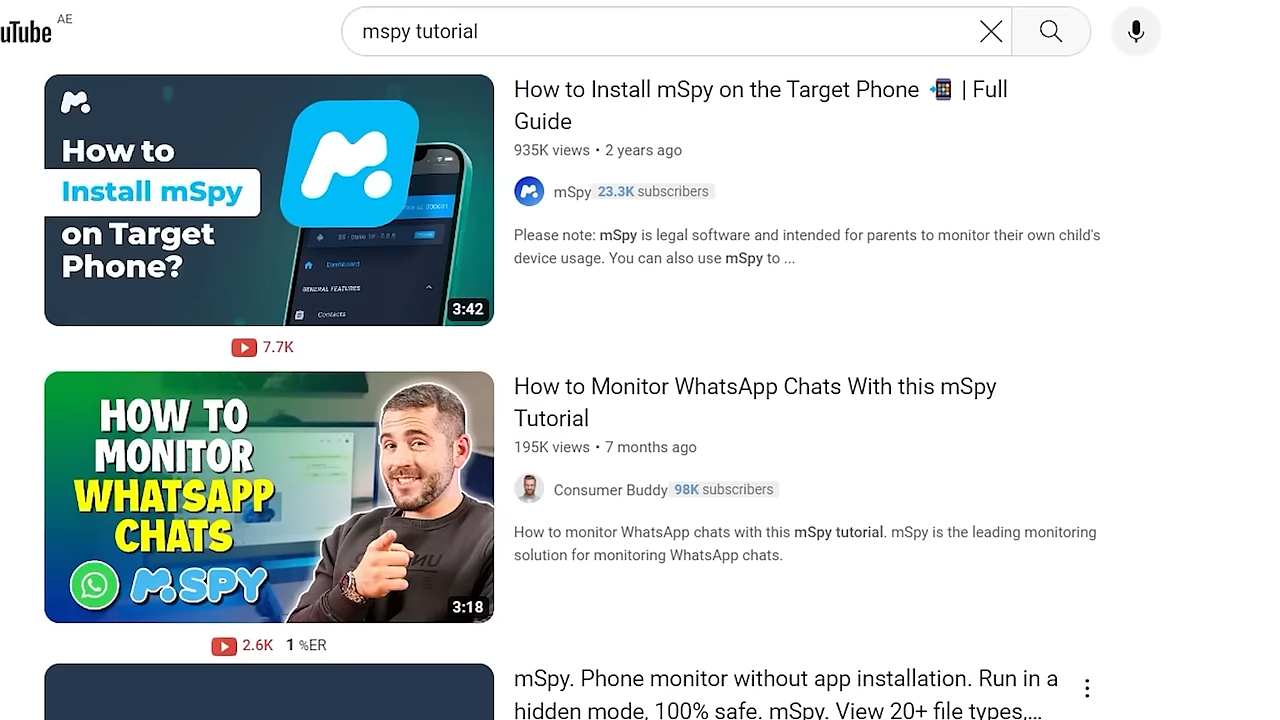 uTube AE
mspy tutorial
How to
Install mSpy
on Target
Phone?
Dashboard
GENERAL FEATURES
Contacts
3:42
How to Install mSpy on the Target Phone 📲 | Full
Guide
935K views • 2 years ago
mSpy 23.3K subscribers
Please note: mSpy is legal software and intended for parents to monitor their own child's
device usage. You can also use mSpy to ...
7.7K
HOW TO
MONITOR
WHATSAPP
CHATS
M.SPY
3:18
How to Monitor WhatsApp Chats With this mSpy
Tutorial
195K views • 7 months ago
Consumer Buddy 98K subscribers
How to monitor WhatsApp chats with this mSpy tutorial. mSpy is the leading monitoring
solution for monitoring WhatsApp chats.
2.6K 1 %ER
mSpy. Phone monitor without app installation. Run in a
hidden mode, 100% safe. mSpy. View 20+ file types,...